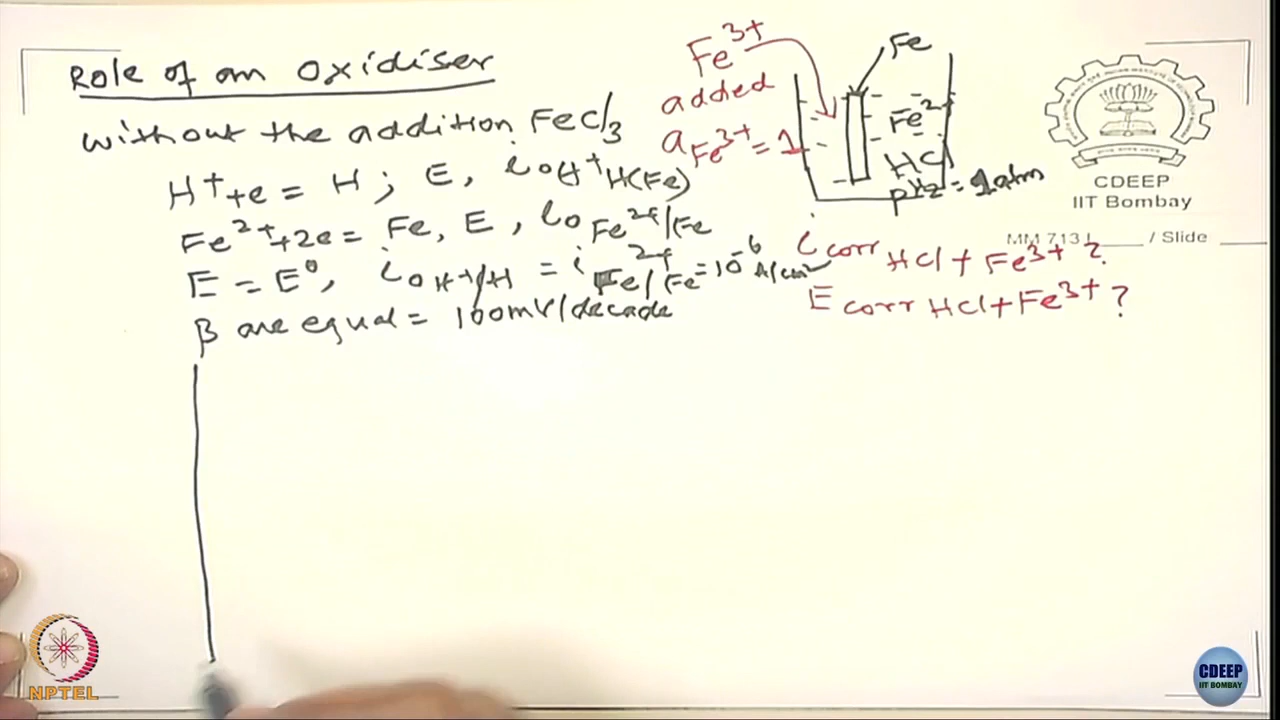 Role of an Oxidiser
without the addition FeCl3
H+ +e = H; E, ioH+H(Fe)
Fe2+ +2e = Fe, E, io Fe2+/Fe
E = E°, io H+/H = i Fe2+/Fe = 10-6 A/cm2
β are equal = 100mV/decade
Fe3+
added
aFe3+ = 1
Fe
Fe2+
HCl
pH2 = 1atm
icorr HCl + Fe3+ ?
Ecorr HCl + Fe3+ ?
CDEEP
IIT Bombay
MM 713 L / Slide
NPTEL
CDEEP
IIT BOMBAY